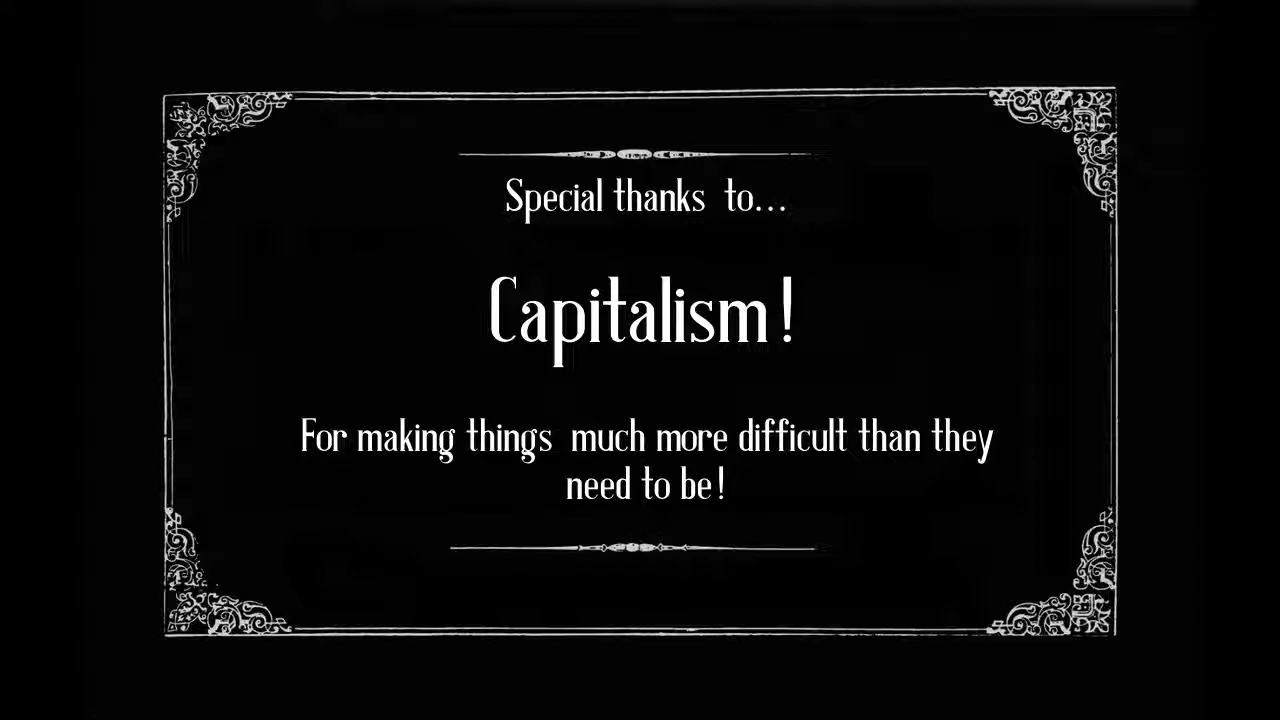 Special thanks to...
Capitalism!
For making things much more difficult than they
need to be!